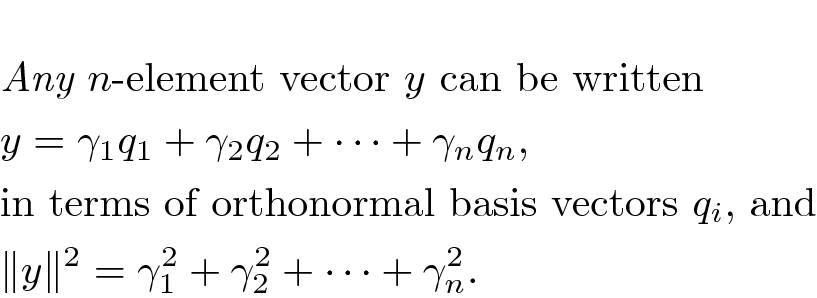 Any n-element vector y can be written
y = γ₁q₁ + γ₂q₂ + ⋯ + γₙqₙ,
in terms of orthonormal basis vectors qᵢ, and
‖y‖² = γ₁² + γ₂² + ⋯ + γₙ².